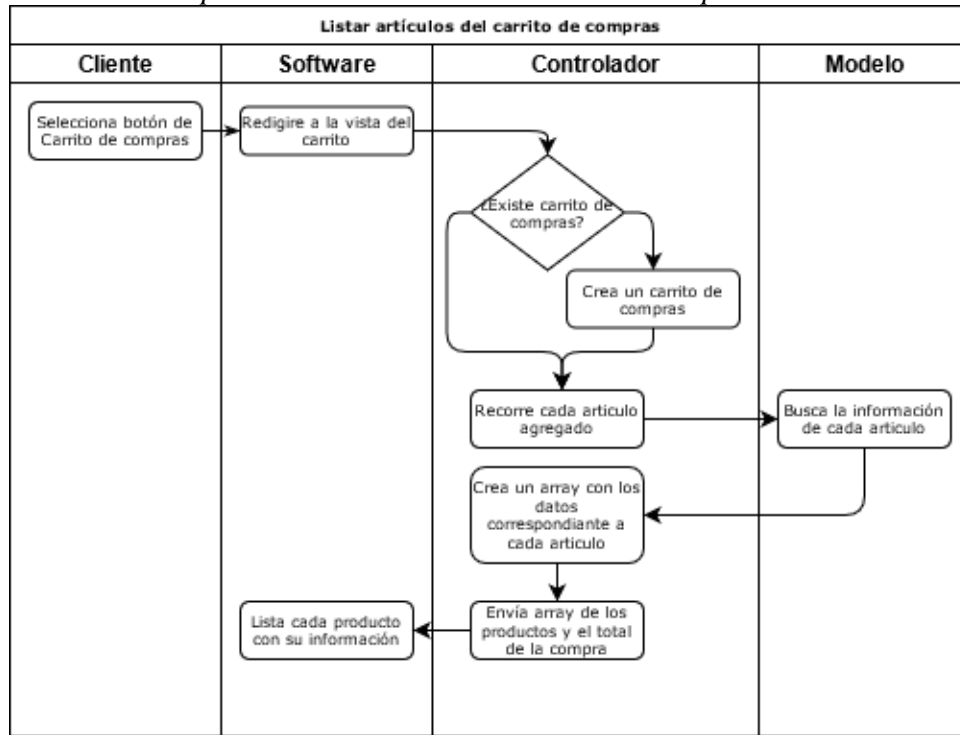 Listar artículos del carrito de compras
Cliente
Software
Controlador
Modelo
Selecciona botón de
Carrito de compras
Redigire a la vista del
carrito
¿Existe carrito de
compras?
Crea un carrito de
compras
Recorre cada articulo
agregado
Busca la información
de cada articulo
Crea un array con los
datos
correspondiante a
cada articulo
Lista cada producto
con su información
Envía array de los
productos y el total
de la compra